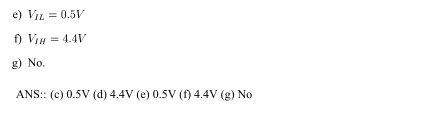 e) V_IL = 0.5V
f) V_IH = 4.4V
g) No.
ANS:: (c) 0.5V (d) 4.4V (e) 0.5V (f) 4.4V (g) No